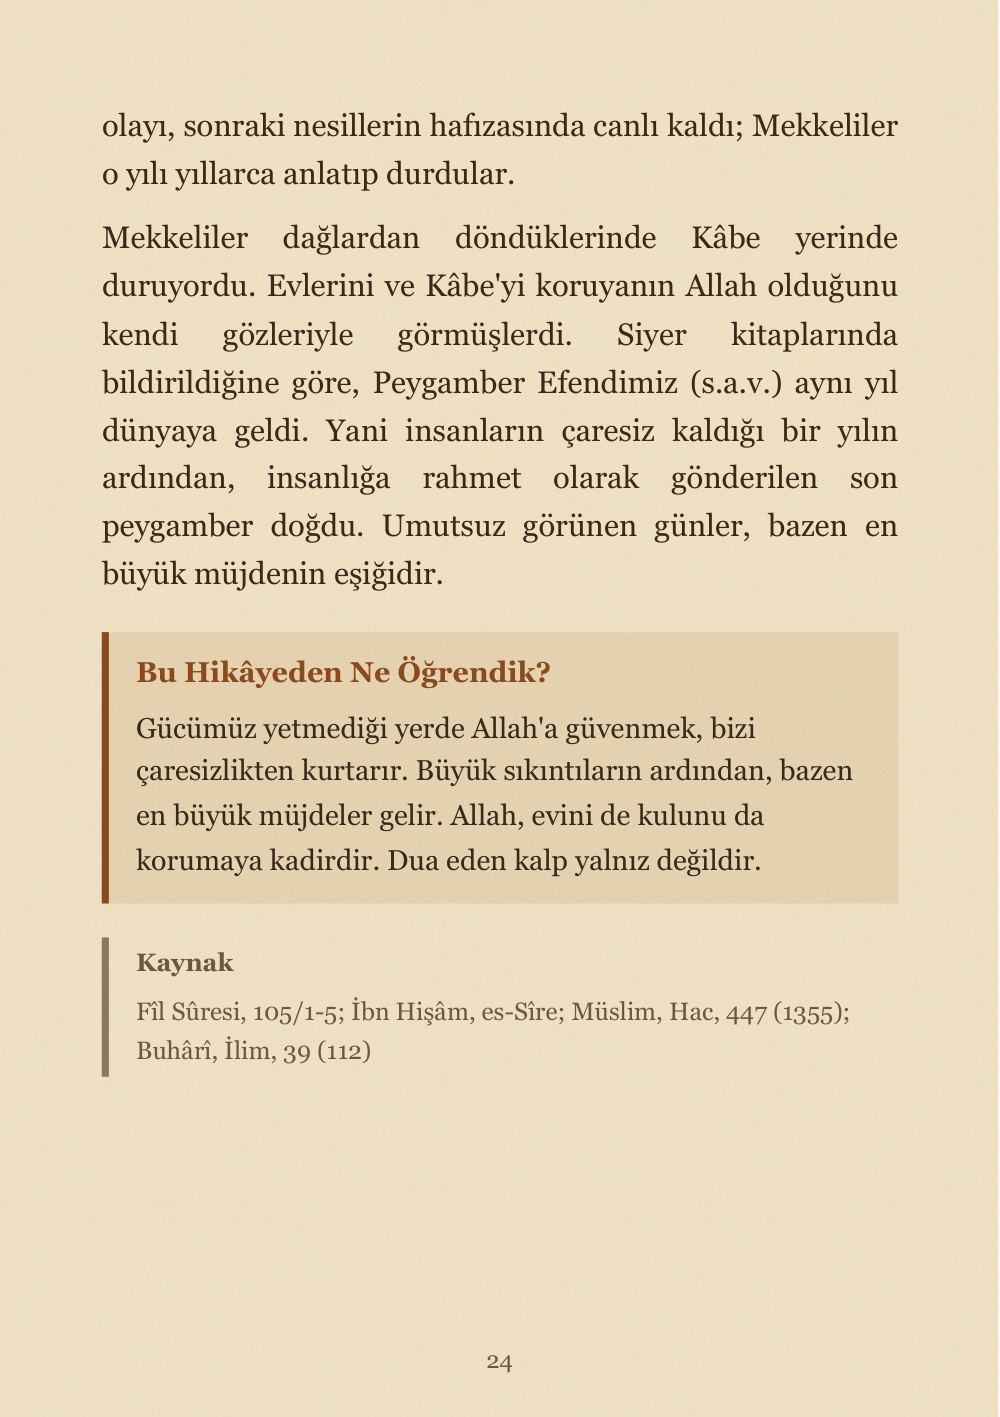 olayı, sonraki nesillerin hafızasında canlı kaldı; Mekkeliler
o yılı yıllarca anlatıp durdular.
Mekkeliler dağlardan döndüklerinde Kâbe yerinde
duruyordu. Evlerini ve Kâbe'yi koruyanın Allah olduğunu
kendi gözleriyle görmüşlerdi. Siyer kitaplarında
bildirildiğine göre, Peygamber Efendimiz (s.a.v.) aynı yıl
dünyaya geldi. Yani insanların çaresiz kaldığı bir yılın
ardından, insanlığa rahmet olarak gönderilen son
peygamber doğdu. Umutsuz görünen günler, bazen en
büyük müjdenin eşiğidir.
Bu Hikâyeden Ne Öğrendik?
Gücümüz yetmediği yerde Allah'a güvenmek, bizi
çaresizlikten kurtarır. Büyük sıkıntıların ardından, bazen
en büyük müjdeler gelir. Allah, evini de kulunu da
korumaya kadirdir. Dua eden kalp yalnız değildir.
Kaynak
Fîl Sûresi, 105/1-5; İbn Hişâm, es-Sîre; Müslim, Hac, 447 (1355);
Buhârî, İlim, 39 (112)
24